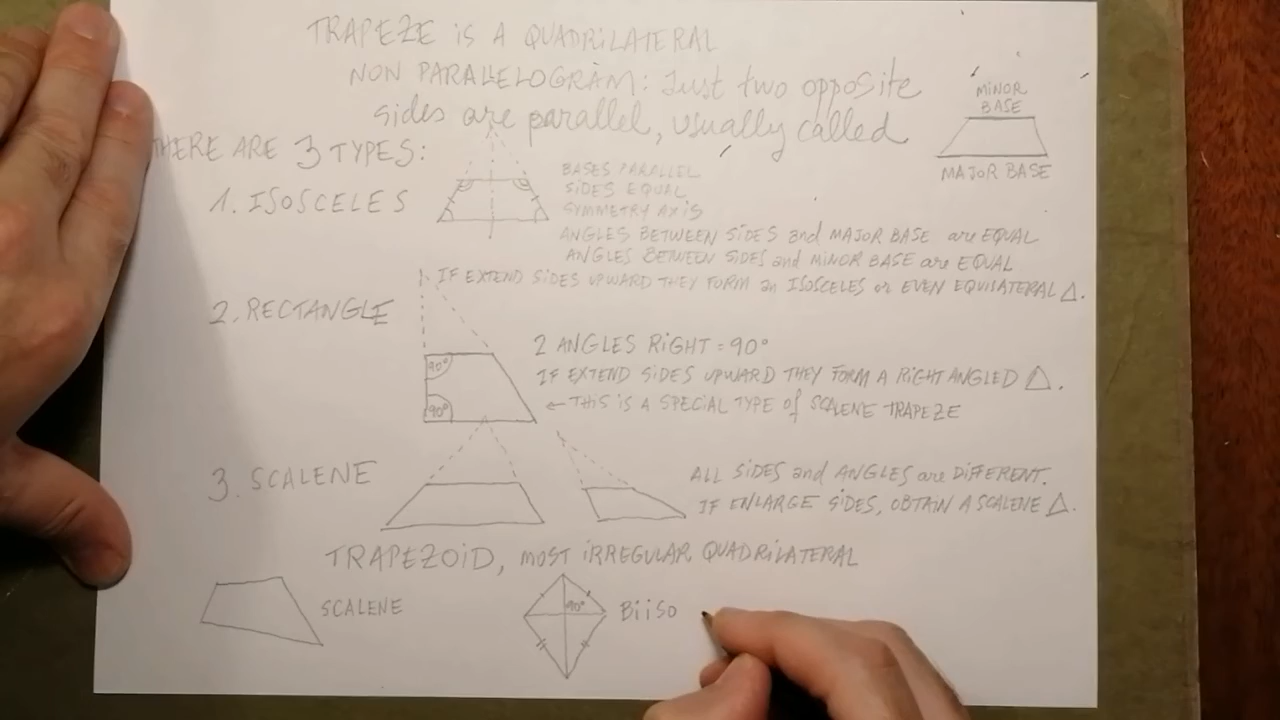 TRAPEZE is A QUADRILATERAL
NON PARALLELOGRAM: Just two opposite
sides are parallel, usually called
MINOR
BASE
MAJOR BASE
THERE ARE 3 TYPES:
1. ISOSCELES
BASES PARALLEL
SIDES EQUAL
SYMMETRY AXIS
ANGLES BETWEEN SIDES and MAJOR BASE are EQUAL
ANGLES BETWEEN SIDES and MINOR BASE are EQUAL
IF EXTEND SIDES UPWARD THEY FORM an ISOSCELES or EVEN EQUILATERAL △.
2. RECTANGLE
90°
90°
2 ANGLES RIGHT = 90°
IF EXTEND SIDES UPWARD THEY FORM A RIGHT ANGLED △.
← THIS IS A SPECIAL TYPE of SCALENE TRAPEZE
3. SCALENE
ALL SIDES and ANGLES are DIFFERENT.
IF ENLARGE SIDES, OBTAIN A SCALENE △.
TRAPEZOID, MOST IRREGULAR QUADRILATERAL
SCALENE
90°
Biiso